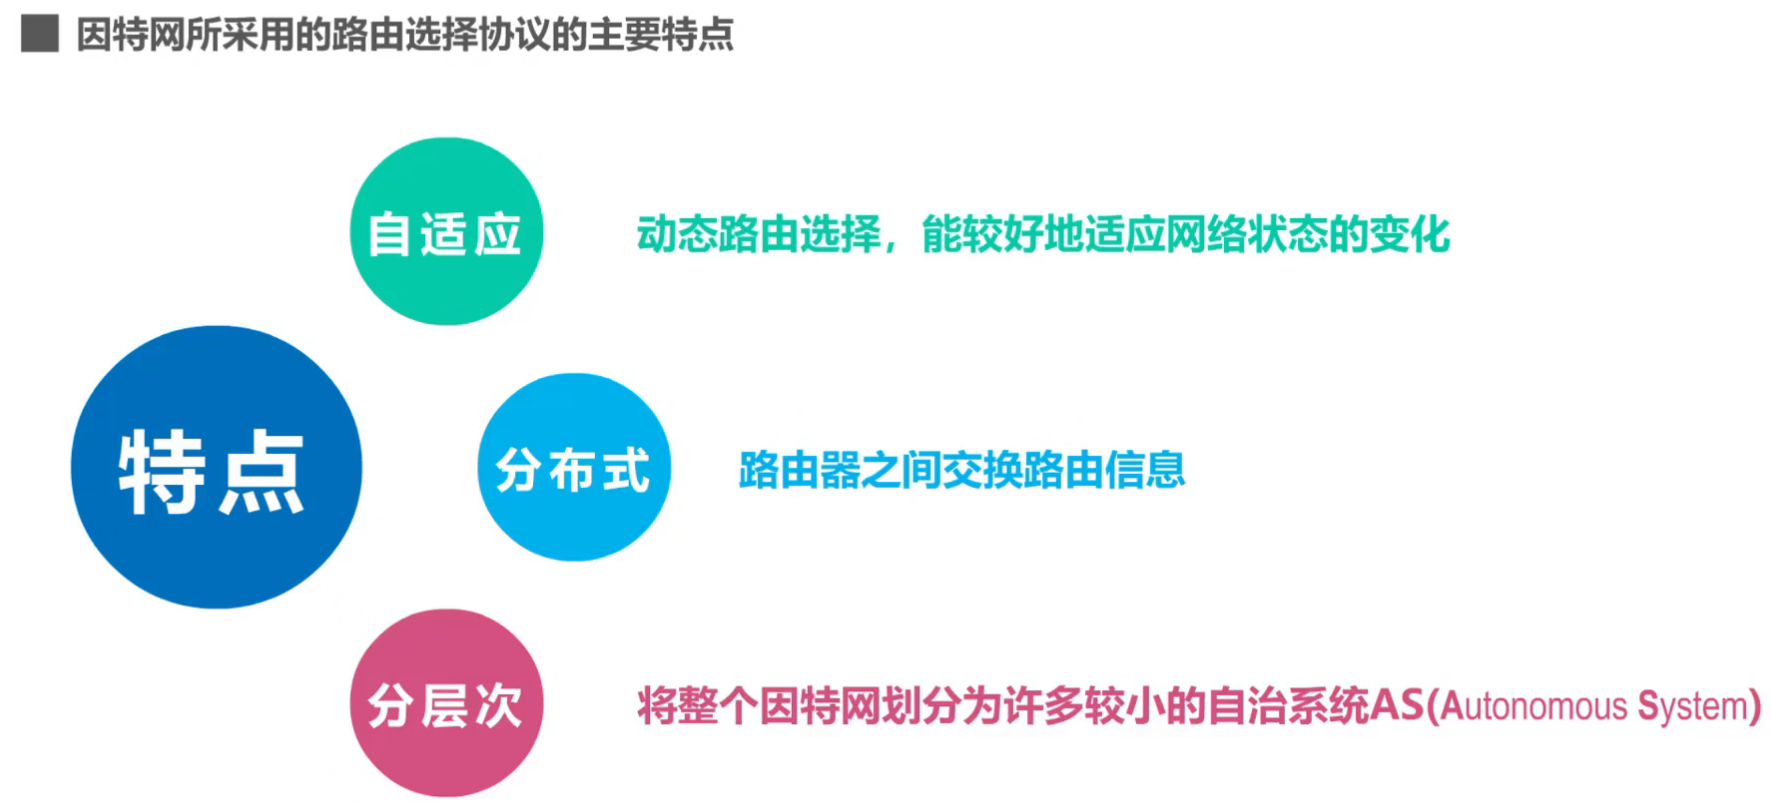 因特网所采用的路由选择协议的主要特点
自适应
动态路由选择，能较好地适应网络状态的变化
特点
分布式
路由器之间交换路由信息
分层次
将整个因特网划分为许多较小的自治系统AS(Autonomous System)